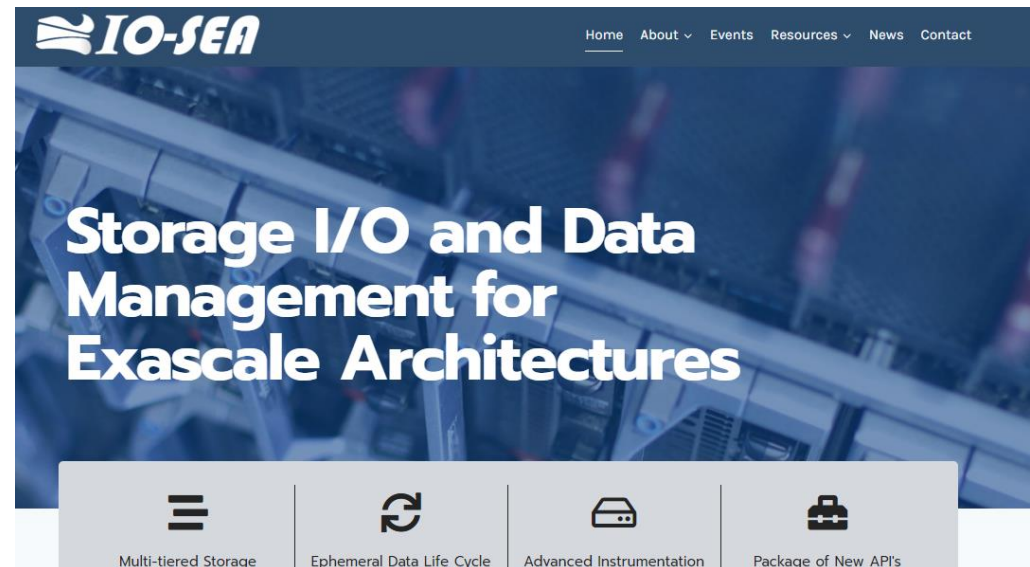 IO-SEA
Home About Events Resources News Contact
Storage I/O and Data
Management for
Exascale Architectures
Multi-tiered Storage
Ephemeral Data Life Cycle
Advanced Instrumentation
Package of New API's